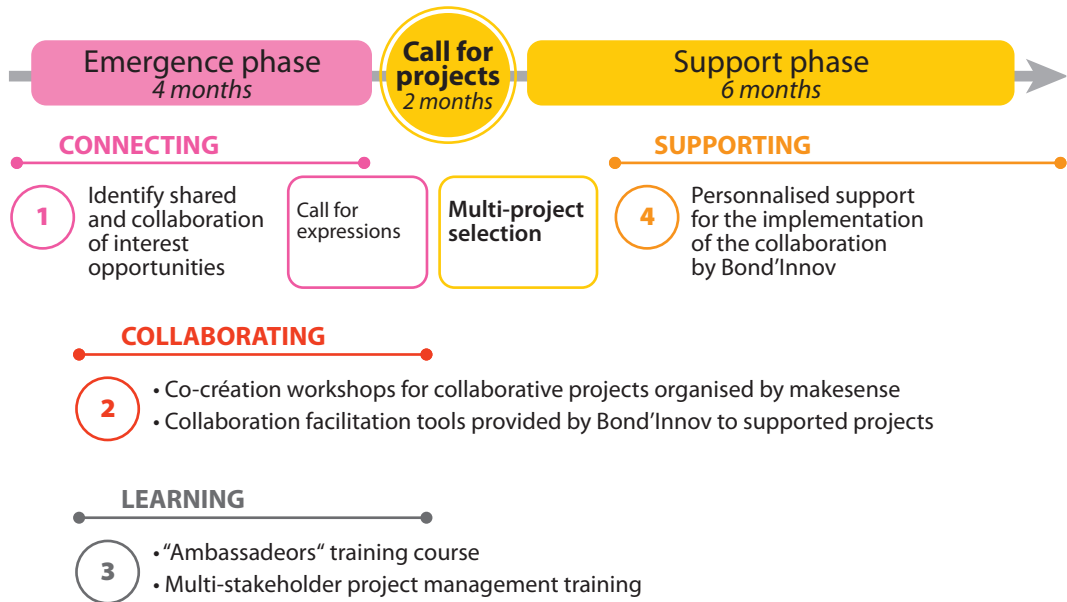 Emergence phase
4 months
Call for
projects
2 months
Support phase
6 months
CONNECTING
1
Identify shared
and collaboration
of interest
opportunities
Call for
expressions
Multi-project
selection
SUPPORTING
4
Personnalised support
for the implementation
of the collaboration
by Bond'Innov
COLLABORATING
2
• Co-création workshops for collaborative projects organised by makesense
• Collaboration facilitation tools provided by Bond'Innov to supported projects
LEARNING
3
• “Ambassadeors“ training course
• Multi-stakeholder project management training